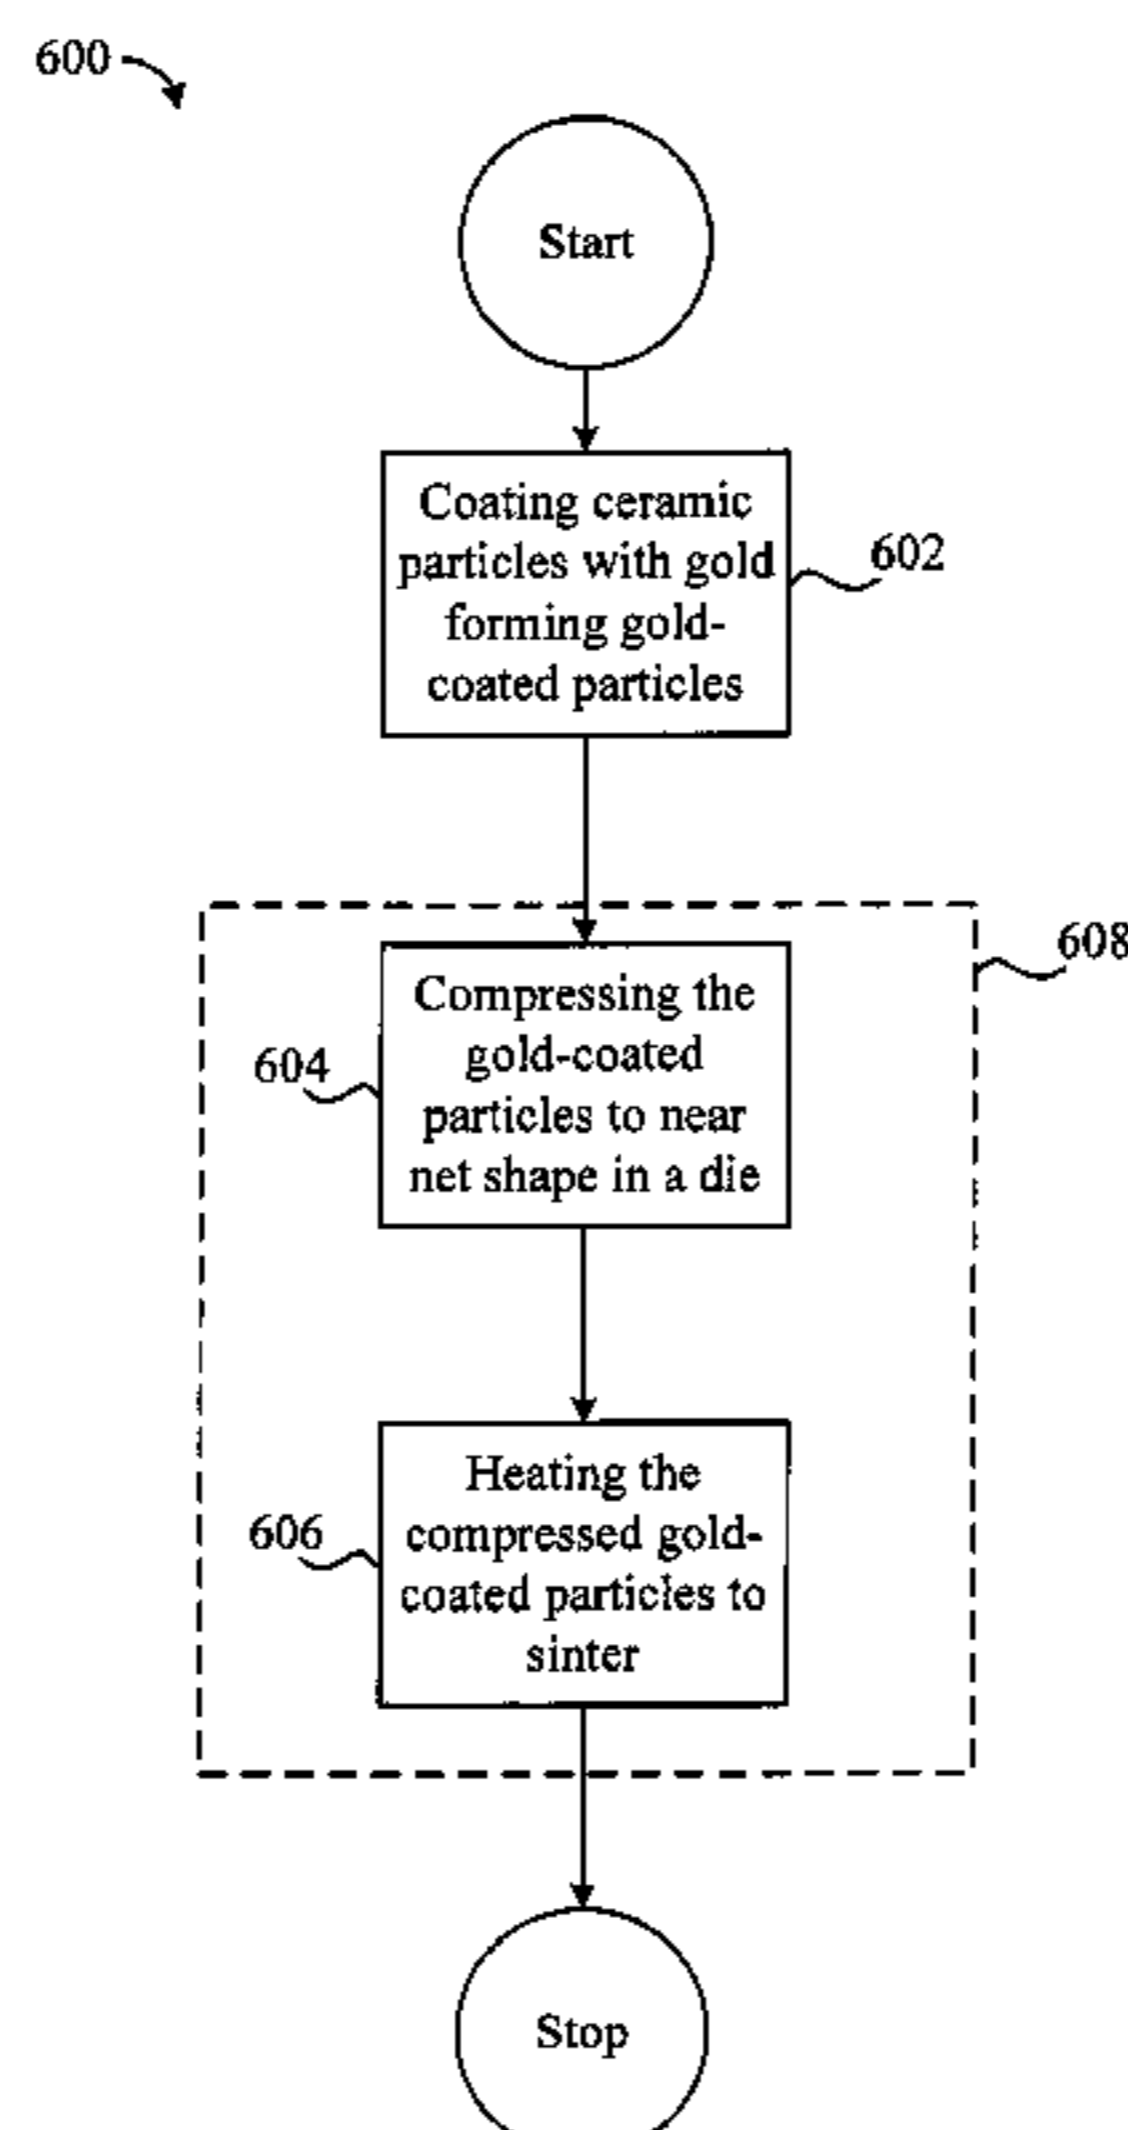 600
Start
Coating ceramic
particles with gold
forming gold-
coated particles
602
608
Compressing the
gold-coated
particles to near
net shape in a die
604
Heating the
compressed gold-
coated particles to
sinter
606
Stop